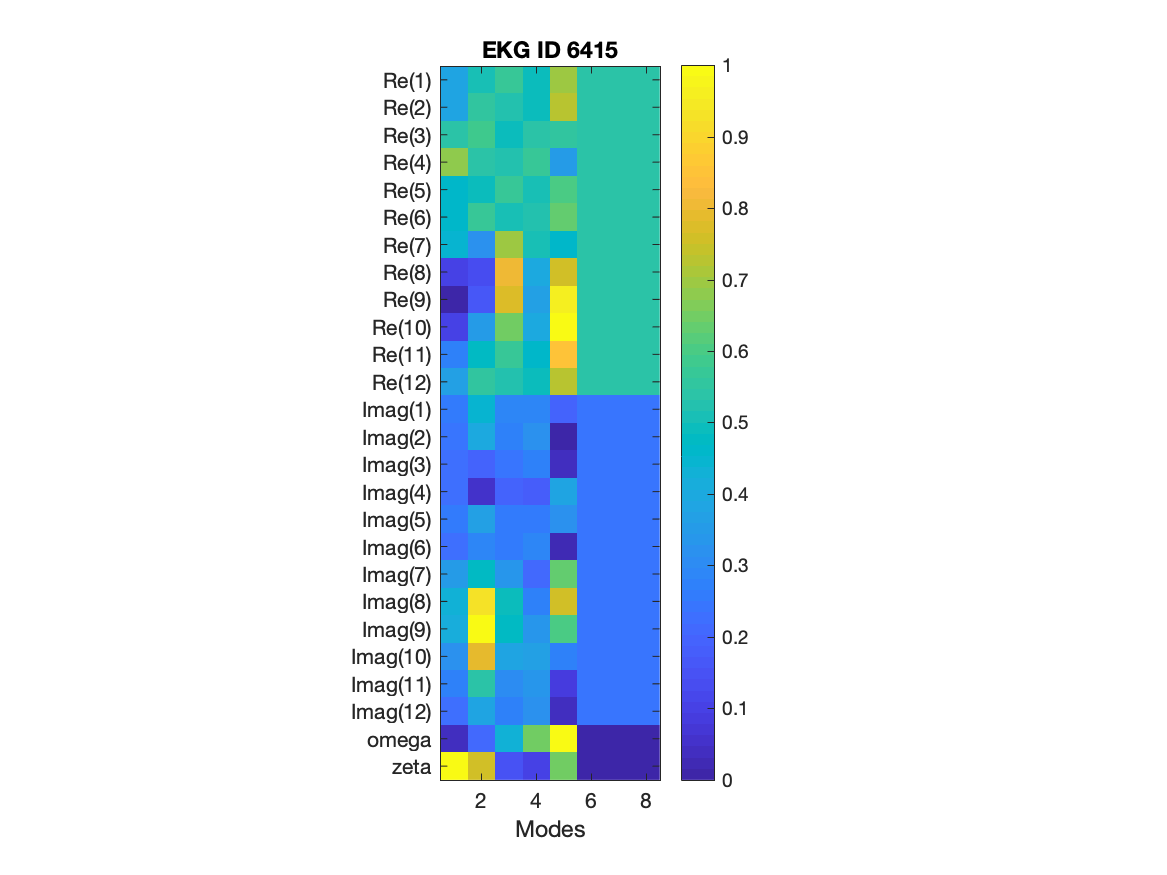 EKG ID 6415
Re(1)
Re(2)
Re(3)
Re(4)
Re(5)
Re(6)
Re(7)
Re(8)
Re(9)
Re(10)
Re(11)
Re(12)
Imag(1)
Imag(2)
Imag(3)
Imag(4)
Imag(5)
Imag(6)
Imag(7)
Imag(8)
Imag(9)
Imag(10)
Imag(11)
Imag(12)
omega
zeta
2 4 6 8
Modes
1
0.9
0.8
0.7
0.6
0.5
0.4
0.3
0.2
0.1
0